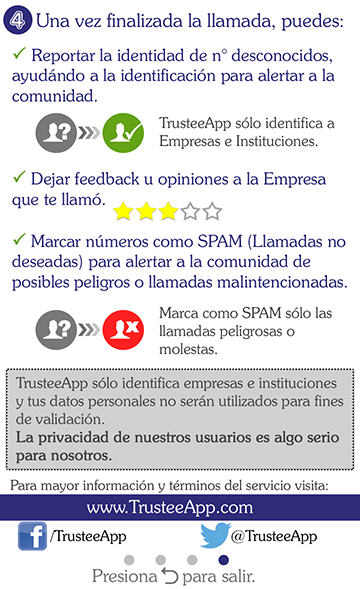 4 Una vez finalizada la llamada, puedes:
✓ Reportar la identidad de n° desconocidos,
ayudándo a la identificación para alertar a la
comunidad.
TrusteeApp sólo identifica a
Empresas e Instituciones.
✓ Dejar feedback u opiniones a la Empresa
que te llamó.
✓ Marcar números como SPAM (Llamadas no
deseadas) para alertar a la comunidad de
posibles peligros o llamadas malintencionadas.
Marca como SPAM sólo las
llamadas peligrosas o
molestas.
TrusteeApp sólo identifica empresas e instituciones
y tus datos personales no serán utilizados para fines
de validación.
La privacidad de nuestros usuarios es algo serio
para nosotros.
Para mayor información y términos del servicio visita:
www.TrusteeApp.com
/TrusteeApp @TrusteeApp
Presiona para salir.